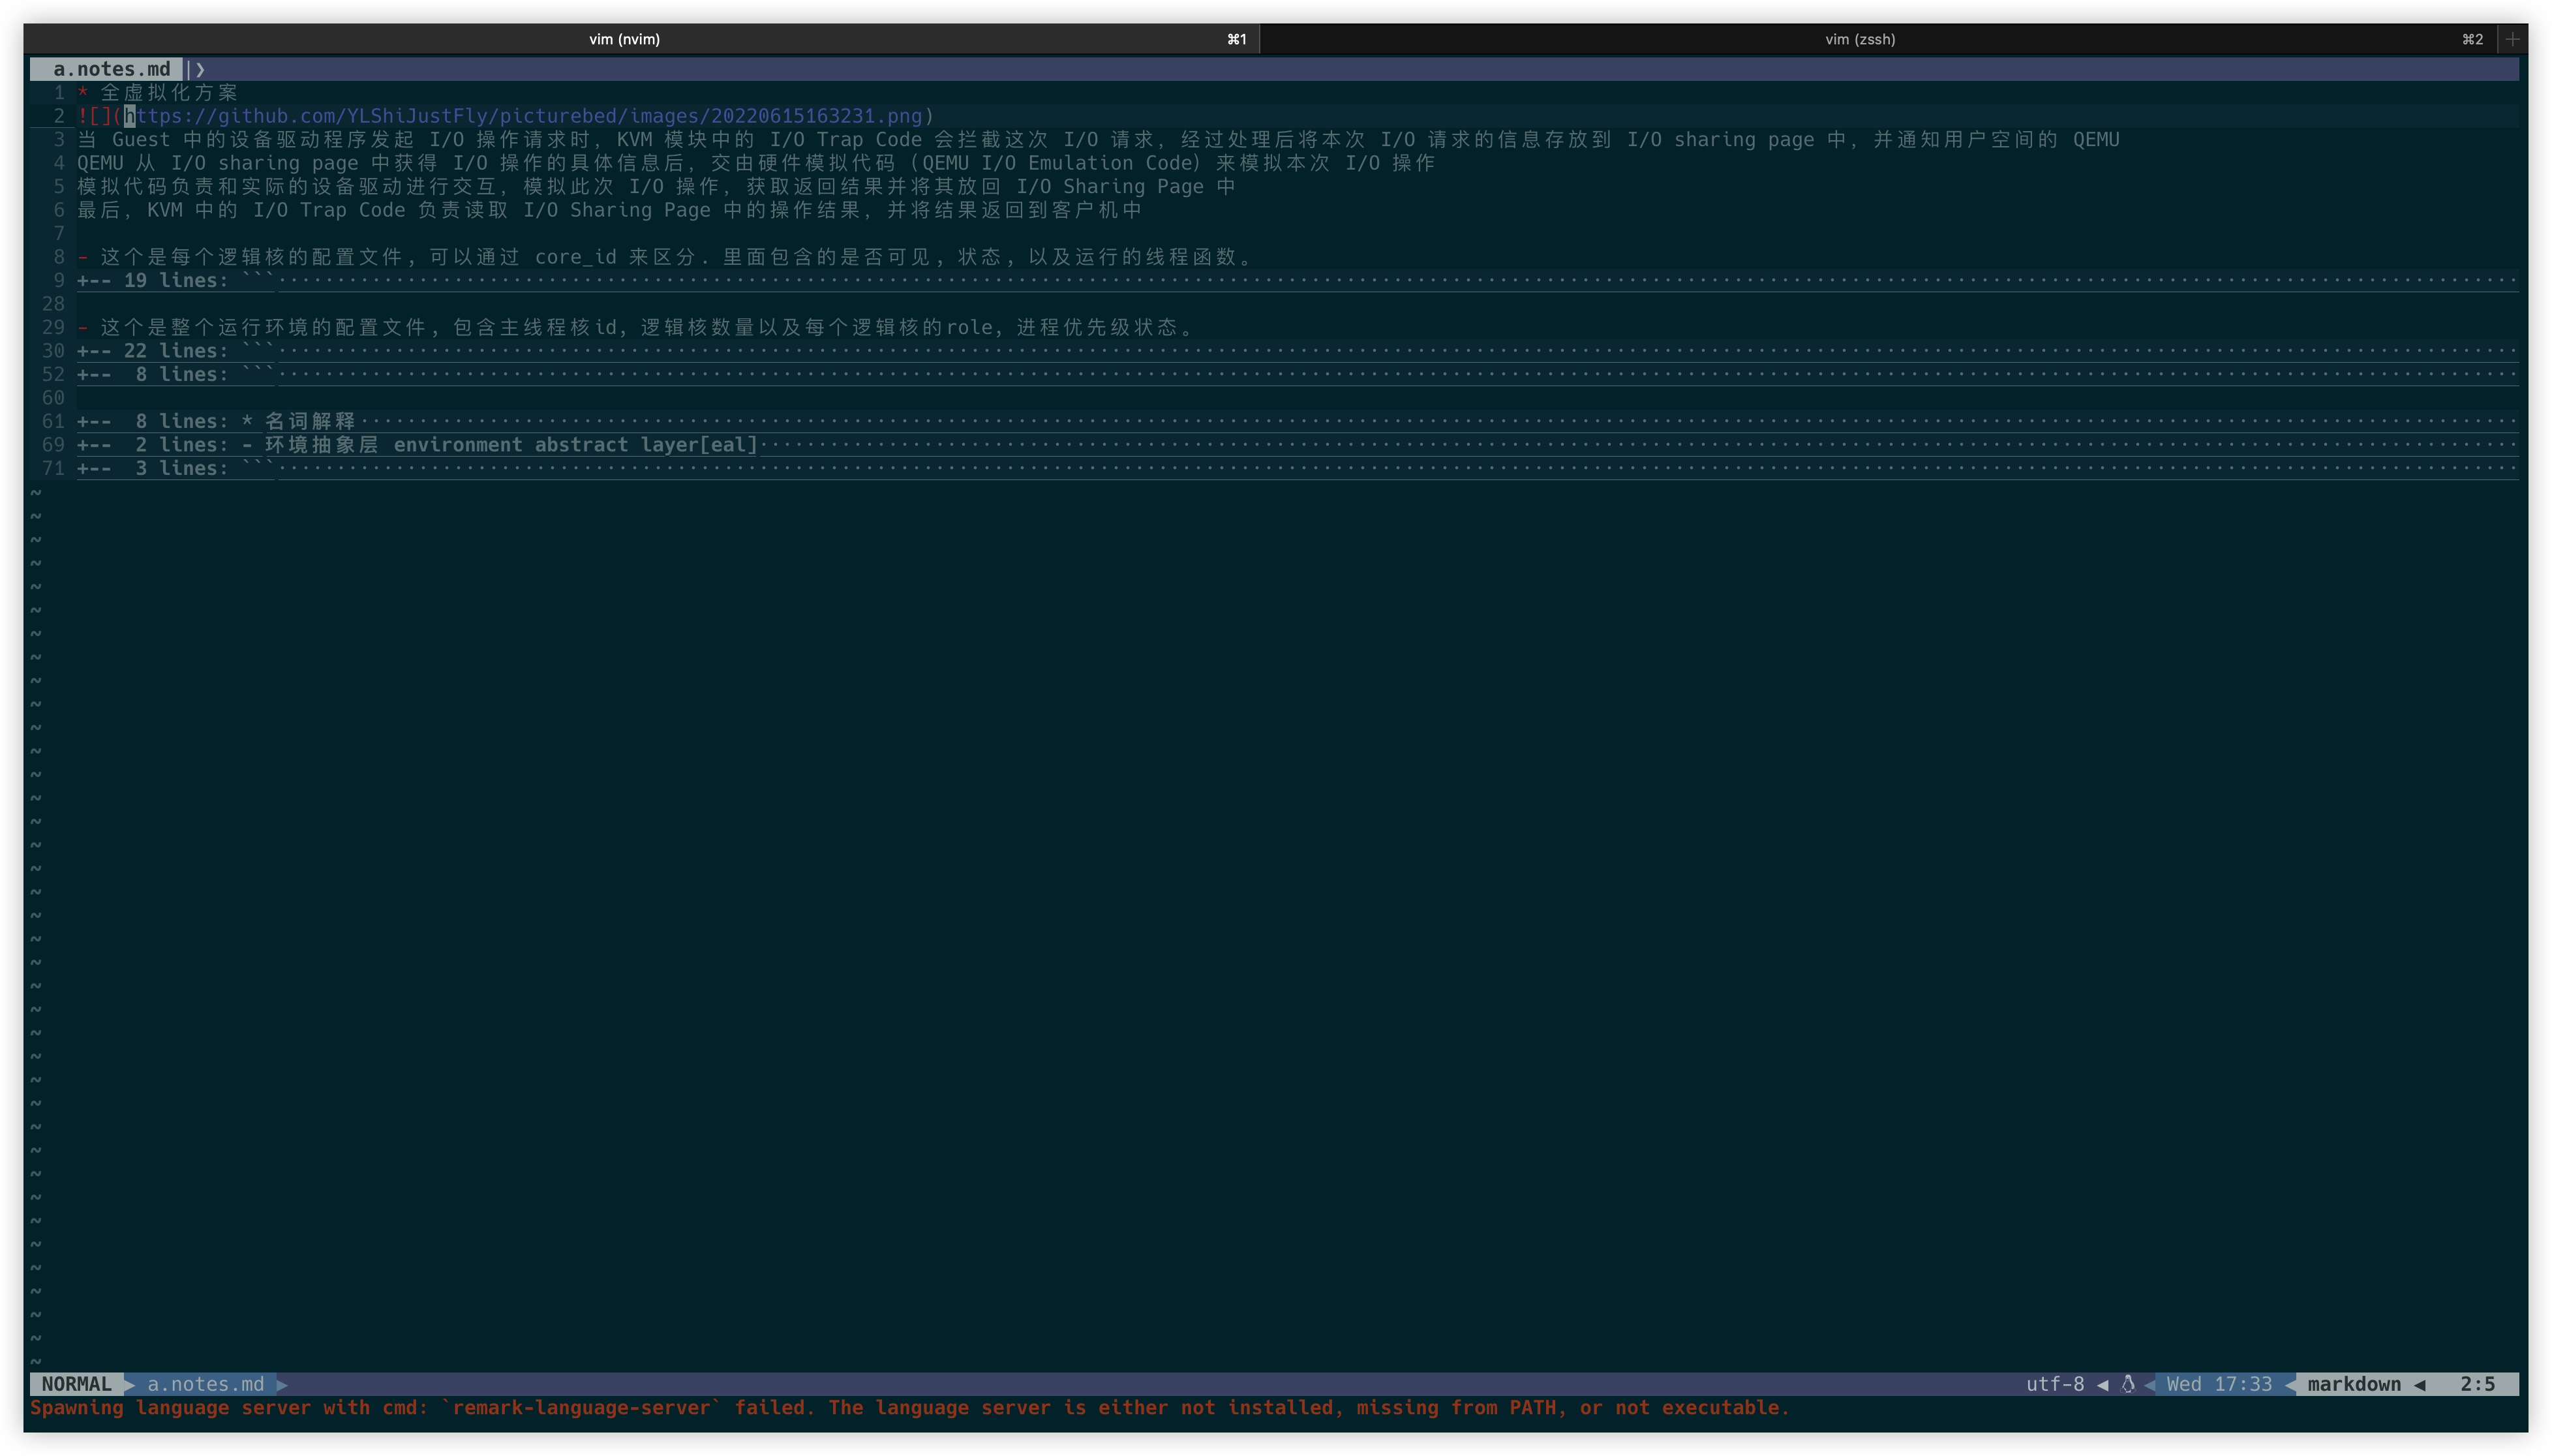 vim (nvim) ⌘1 vim (zssh) ⌘2 +
a.notes.md |❯
1 * 全虚拟化方案
2 ![](https://github.com/YLShiJustFly/picturebed/images/20220615163231.png)
3 当 Guest 中的设备驱动程序发起 I/O 操作请求时，KVM 模块中的 I/O Trap Code 会拦截这次 I/O 请求，经过处理后将本次 I/O 请求的信息存放到 I/O sharing page 中，并通知用户空间的 QEMU
4 QEMU 从 I/O sharing page 中获得 I/O 操作的具体信息后，交由硬件模拟代码（QEMU I/O Emulation Code）来模拟本次 I/O 操作
5 模拟代码负责和实际的设备驱动进行交互，模拟此次 I/O 操作，获取返回结果并将其放回 I/O Sharing Page 中
6 最后，KVM 中的 I/O Trap Code 负责读取 I/O Sharing Page 中的操作结果，并将结果返回到客户机中
7
8 - 这个是每个逻辑核的配置文件，可以通过 core_id 来区分. 里面包含的是否可见，状态，以及运行的线程函数。
9 +-- 19 lines: ```
28
29 - 这个是整个运行环境的配置文件，包含主线程核id，逻辑核数量以及每个逻辑核的role，进程优先级状态。
30 +-- 22 lines: ```
52 +-- 8 lines: ```
60
61 +-- 8 lines: * 名词解释
69 +-- 2 lines: - 环境抽象层 environment abstract layer[eal]
71 +-- 3 lines: ```
NORMAL a.notes.md utf-8 Wed 17:33 markdown 2:5
Spawning language server with cmd: `remark-language-server` failed. The language server is either not installed, missing from PATH, or not executable.